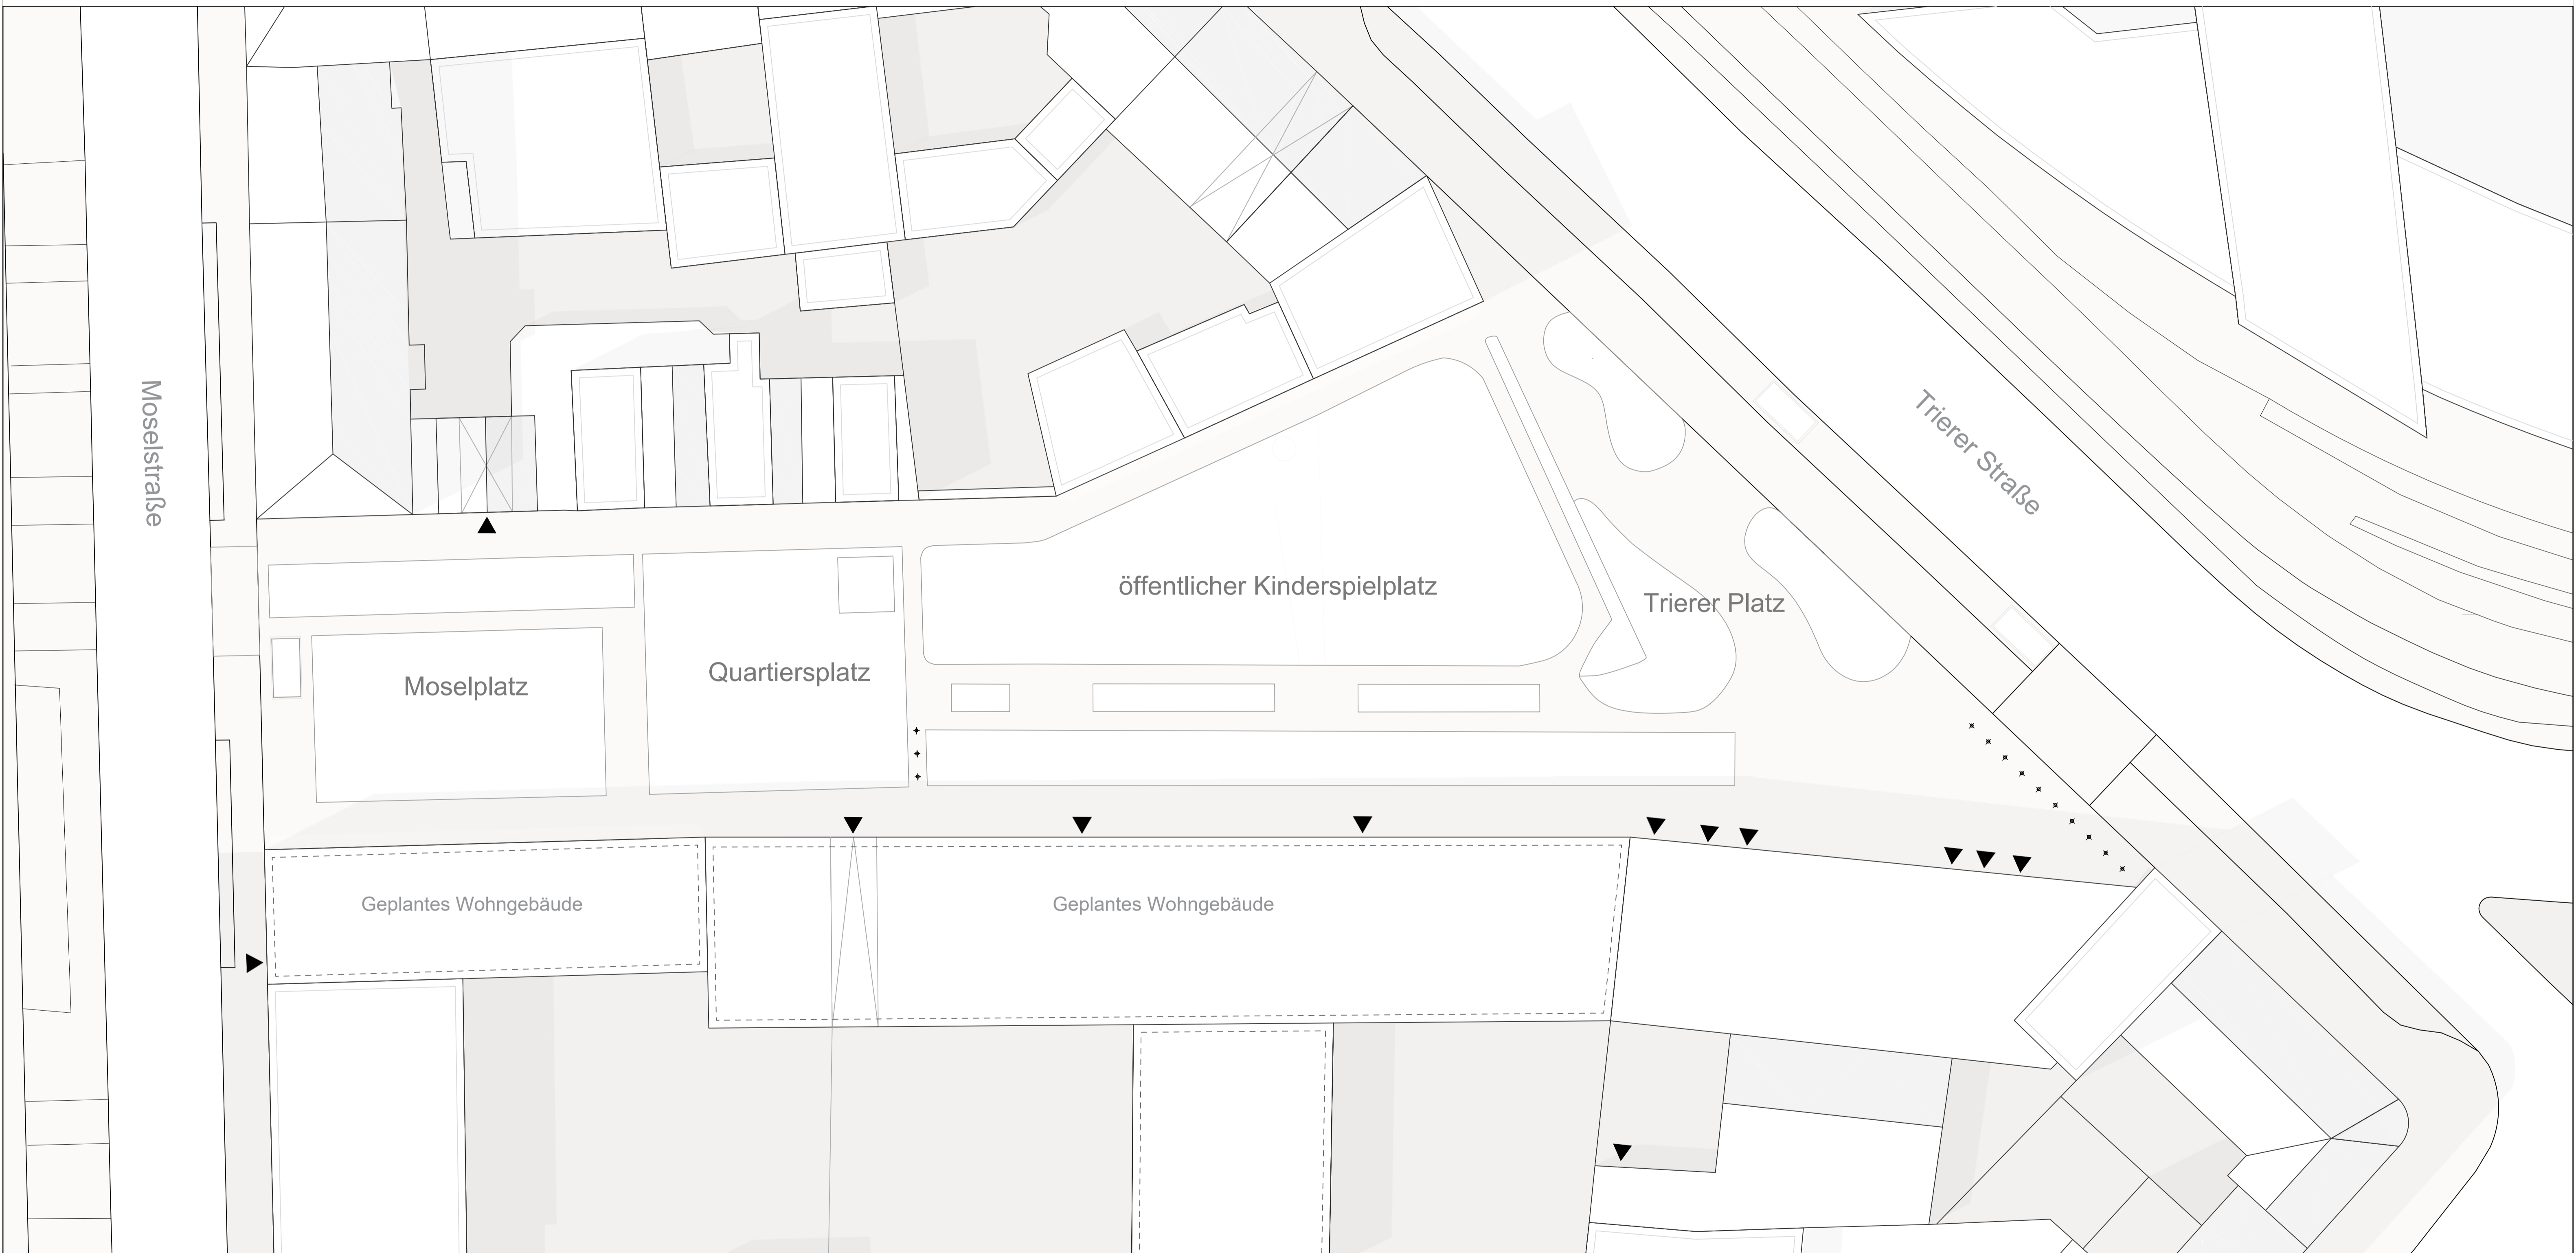 Moselstraße
Trierer Straße
öffentlicher Kinderspielplatz
Trierer Platz
Quartiersplatz
Moselplatz
Geplantes Wohngebäude
Geplantes Wohngebäude